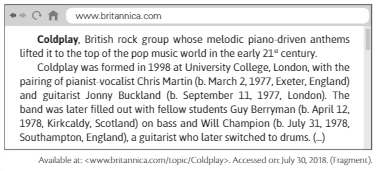 www.britannica.com
Coldplay, British rock group whose melodic piano-driven anthems
lifted it to the top of the pop music world in the early 21st century.
Coldplay was formed in 1998 at University College, London, with the
pairing of pianist-vocalist Chris Martin (b. March 2, 1977, Exeter, England)
and guitarist Jonny Buckland (b. September 11, 1977, London). The
band was later filled out with fellow students Guy Berryman (b. April 12,
1978, Kirkcaldy, Scotland) on bass and Will Champion (b. July 31, 1978,
Southampton, England), a guitarist who later switched to drums. (...)
Available at: <www.britannica.com/topic/Coldplay>. Accessed on: July 30, 2018. (Fragment).